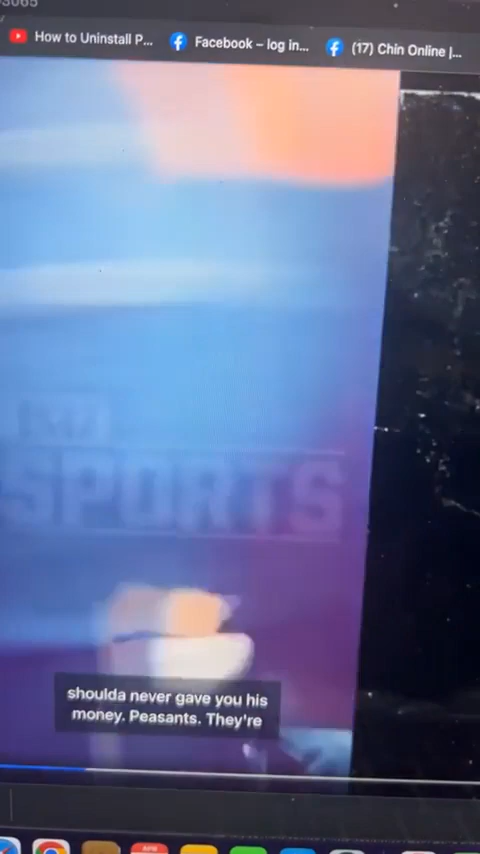 How to Uninstall P... Facebook – log in... (17) Chin Online |...
SPORTS
shoulda never gave you his
money. Peasants. They're
APR